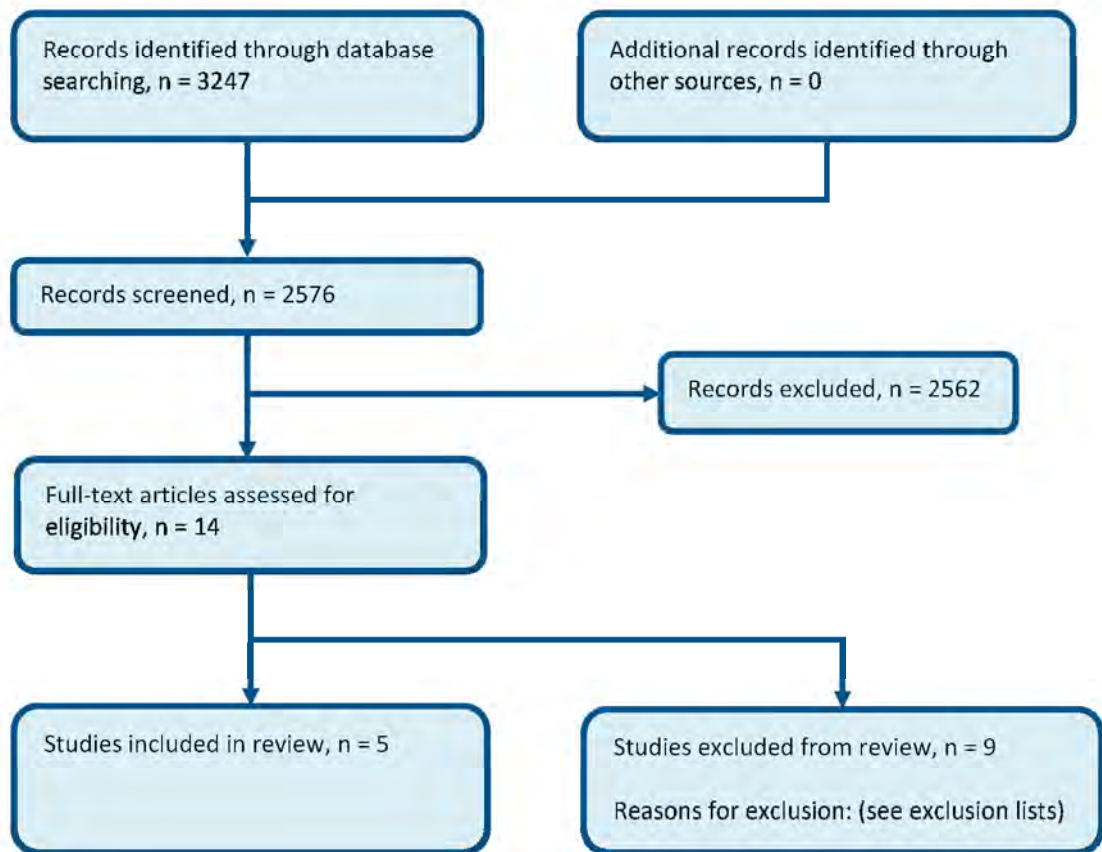 Records identified through database
searching, n = 3247
Additional records identified through
other sources, n = 0
Records screened, n = 2576
Records excluded, n = 2562
Full-text articles assessed for
eligibility, n = 14
Studies included in review, n = 5
Studies excluded from review, n = 9
Reasons for exclusion: (see exclusion lists)